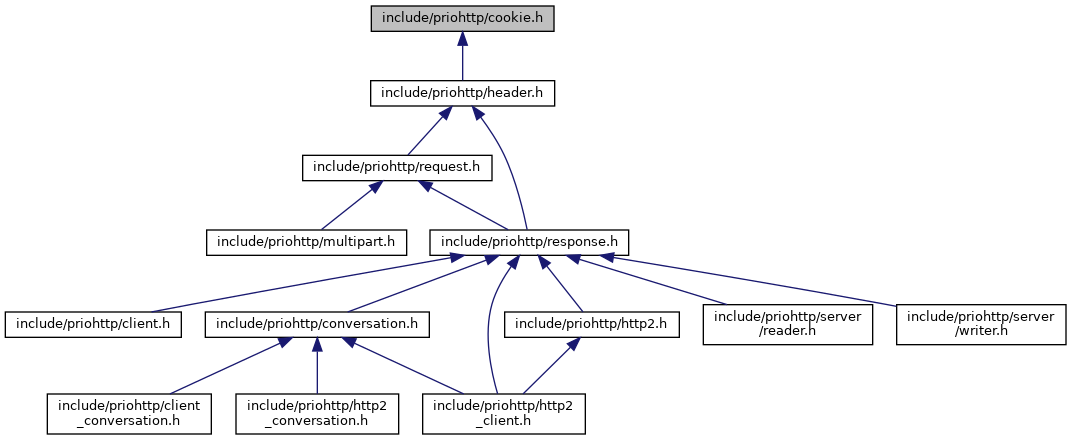 include/priohttp/cookie.h
include/priohttp/header.h
include/priohttp/request.h
include/priohttp/multipart.h
include/priohttp/response.h
include/priohttp/client.h
include/priohttp/conversation.h
include/priohttp/http2.h
include/priohttp/server
/reader.h
include/priohttp/server
/writer.h
include/priohttp/client
_conversation.h
include/priohttp/http2
_conversation.h
include/priohttp/http2
_client.h